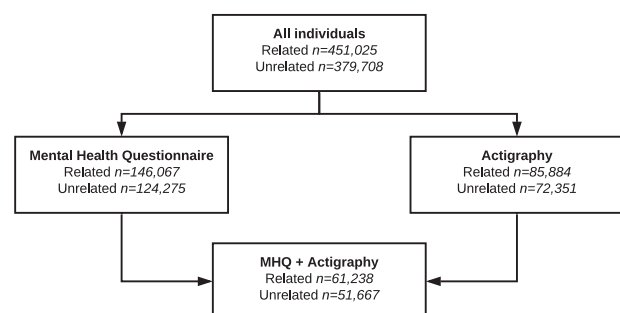 All individuals
Related n=451,025
Unrelated n=379,708
Mental Health Questionnaire
Related n=146,067
Unrelated n=124,275
Actigraphy
Related n=85,884
Unrelated n=72,351
MHQ + Actigraphy
Related n=61,238
Unrelated n=51,667